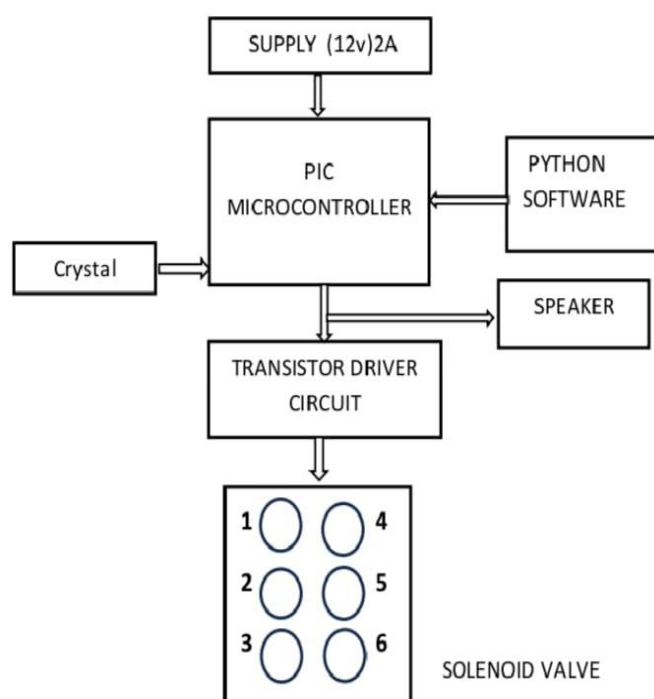 SUPPLY (12v)2A
PIC
MICROCONTROLLER
PYTHON
SOFTWARE
Crystal
SPEAKER
TRANSISTOR DRIVER
CIRCUIT
1 4
2 5
3 6
SOLENOID VALVE